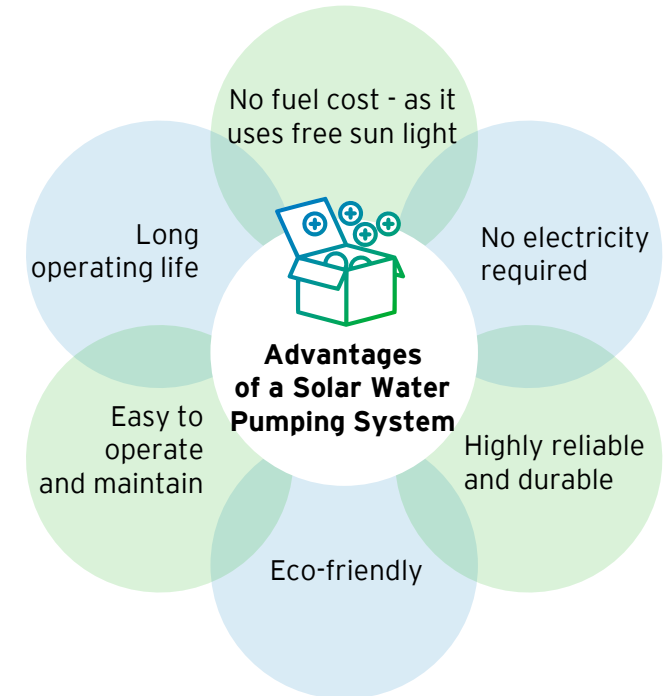 No fuel cost - as it
uses free sun light
No electricity
required
Highly reliable
and durable
Eco-friendly
Easy to
operate
and maintain
Long
operating life
Advantages
of a Solar Water
Pumping System